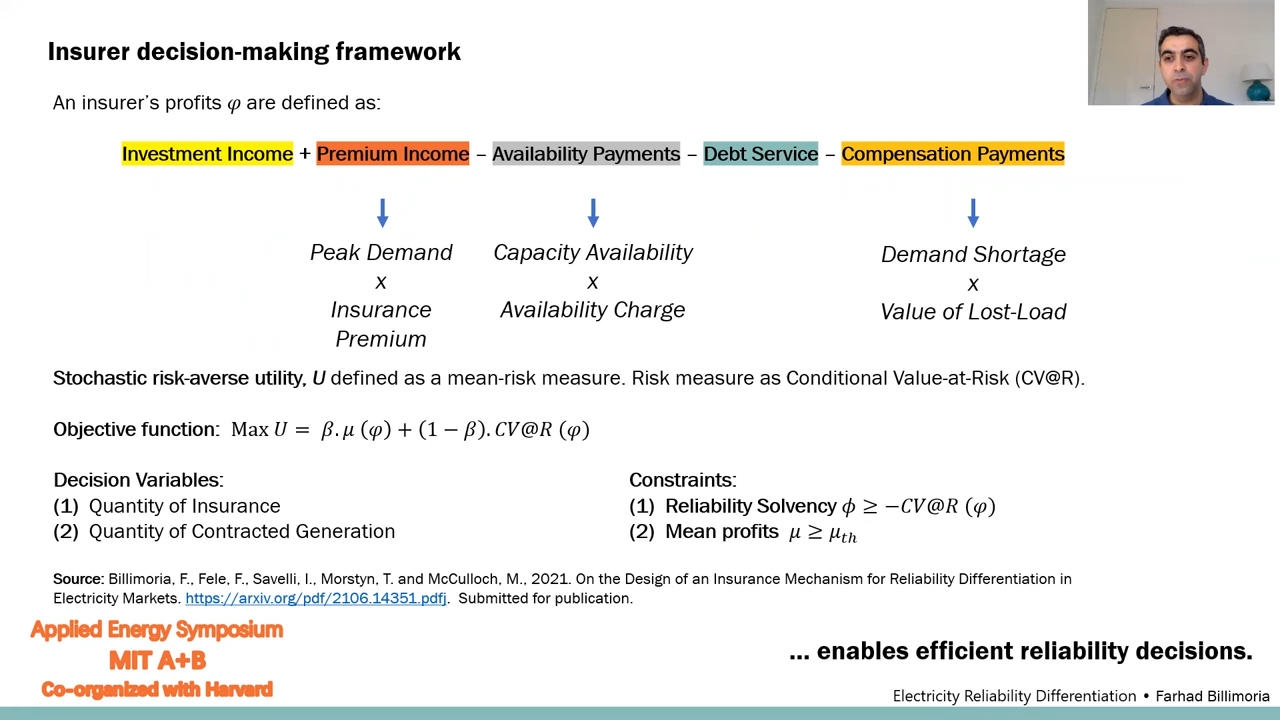 Insurer decision-making framework
An insurer's profits φ are defined as:
Investment Income + Premium Income – Availability Payments – Debt Service – Compensation Payments
Peak Demand
x
Insurance
Premium
Capacity Availability
x
Availability Charge
Demand Shortage
x
Value of Lost-Load
Stochastic risk-averse utility, U defined as a mean-risk measure. Risk measure as Conditional Value-at-Risk (CV@R).
Objective function: Max U = β.μ (φ) + (1 − β). CV@R (φ)
Decision Variables:
(1) Quantity of Insurance
(2) Quantity of Contracted Generation
Constraints:
(1) Reliability Solvency ϕ ≥ −CV@R (φ)
(2) Mean profits μ ≥ μth
Source: Billimoria, F., Fele, F., Savelli, I., Morstyn, T. and McCulloch, M., 2021. On the Design of an Insurance Mechanism for Reliability Differentiation in
Electricity Markets. https://arxiv.org/pdf/2106.14351.pdfj. Submitted for publication.
Applied Energy Symposium
MIT A+B
Co-organized with Harvard
... enables efficient reliability decisions.
Electricity Reliability Differentiation • Farhad Billimoria